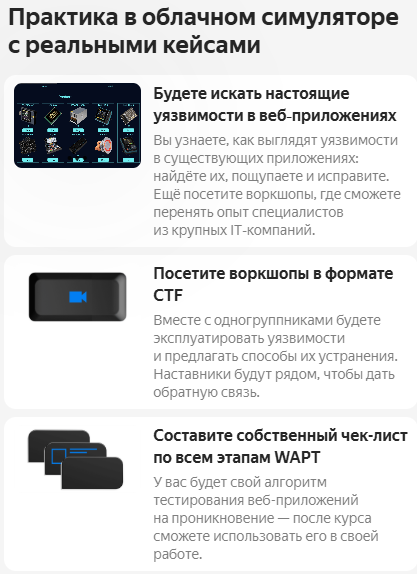 Практика в облачном симуляторе
с реальными кейсами
Будете искать настоящие
уязвимости в веб-приложениях
Вы узнаете, как выглядят уязвимости
в существующих приложениях:
найдёте их, пощупаете и исправите.
Ещё посетите воркшопы, где сможете
перенять опыт специалистов
из крупных IT-компаний.
Посетите воркшопы в формате
CTF
Вместе с одногруппниками будете
эксплуатировать уязвимости
и предлагать способы их устранения.
Наставники будут рядом, чтобы дать
обратную связь.
Составите собственный чек-лист
по всем этапам WAPT
У вас будет свой алгоритм
тестирования веб-приложений
на проникновение — после курса
сможете использовать его в своей
работе.